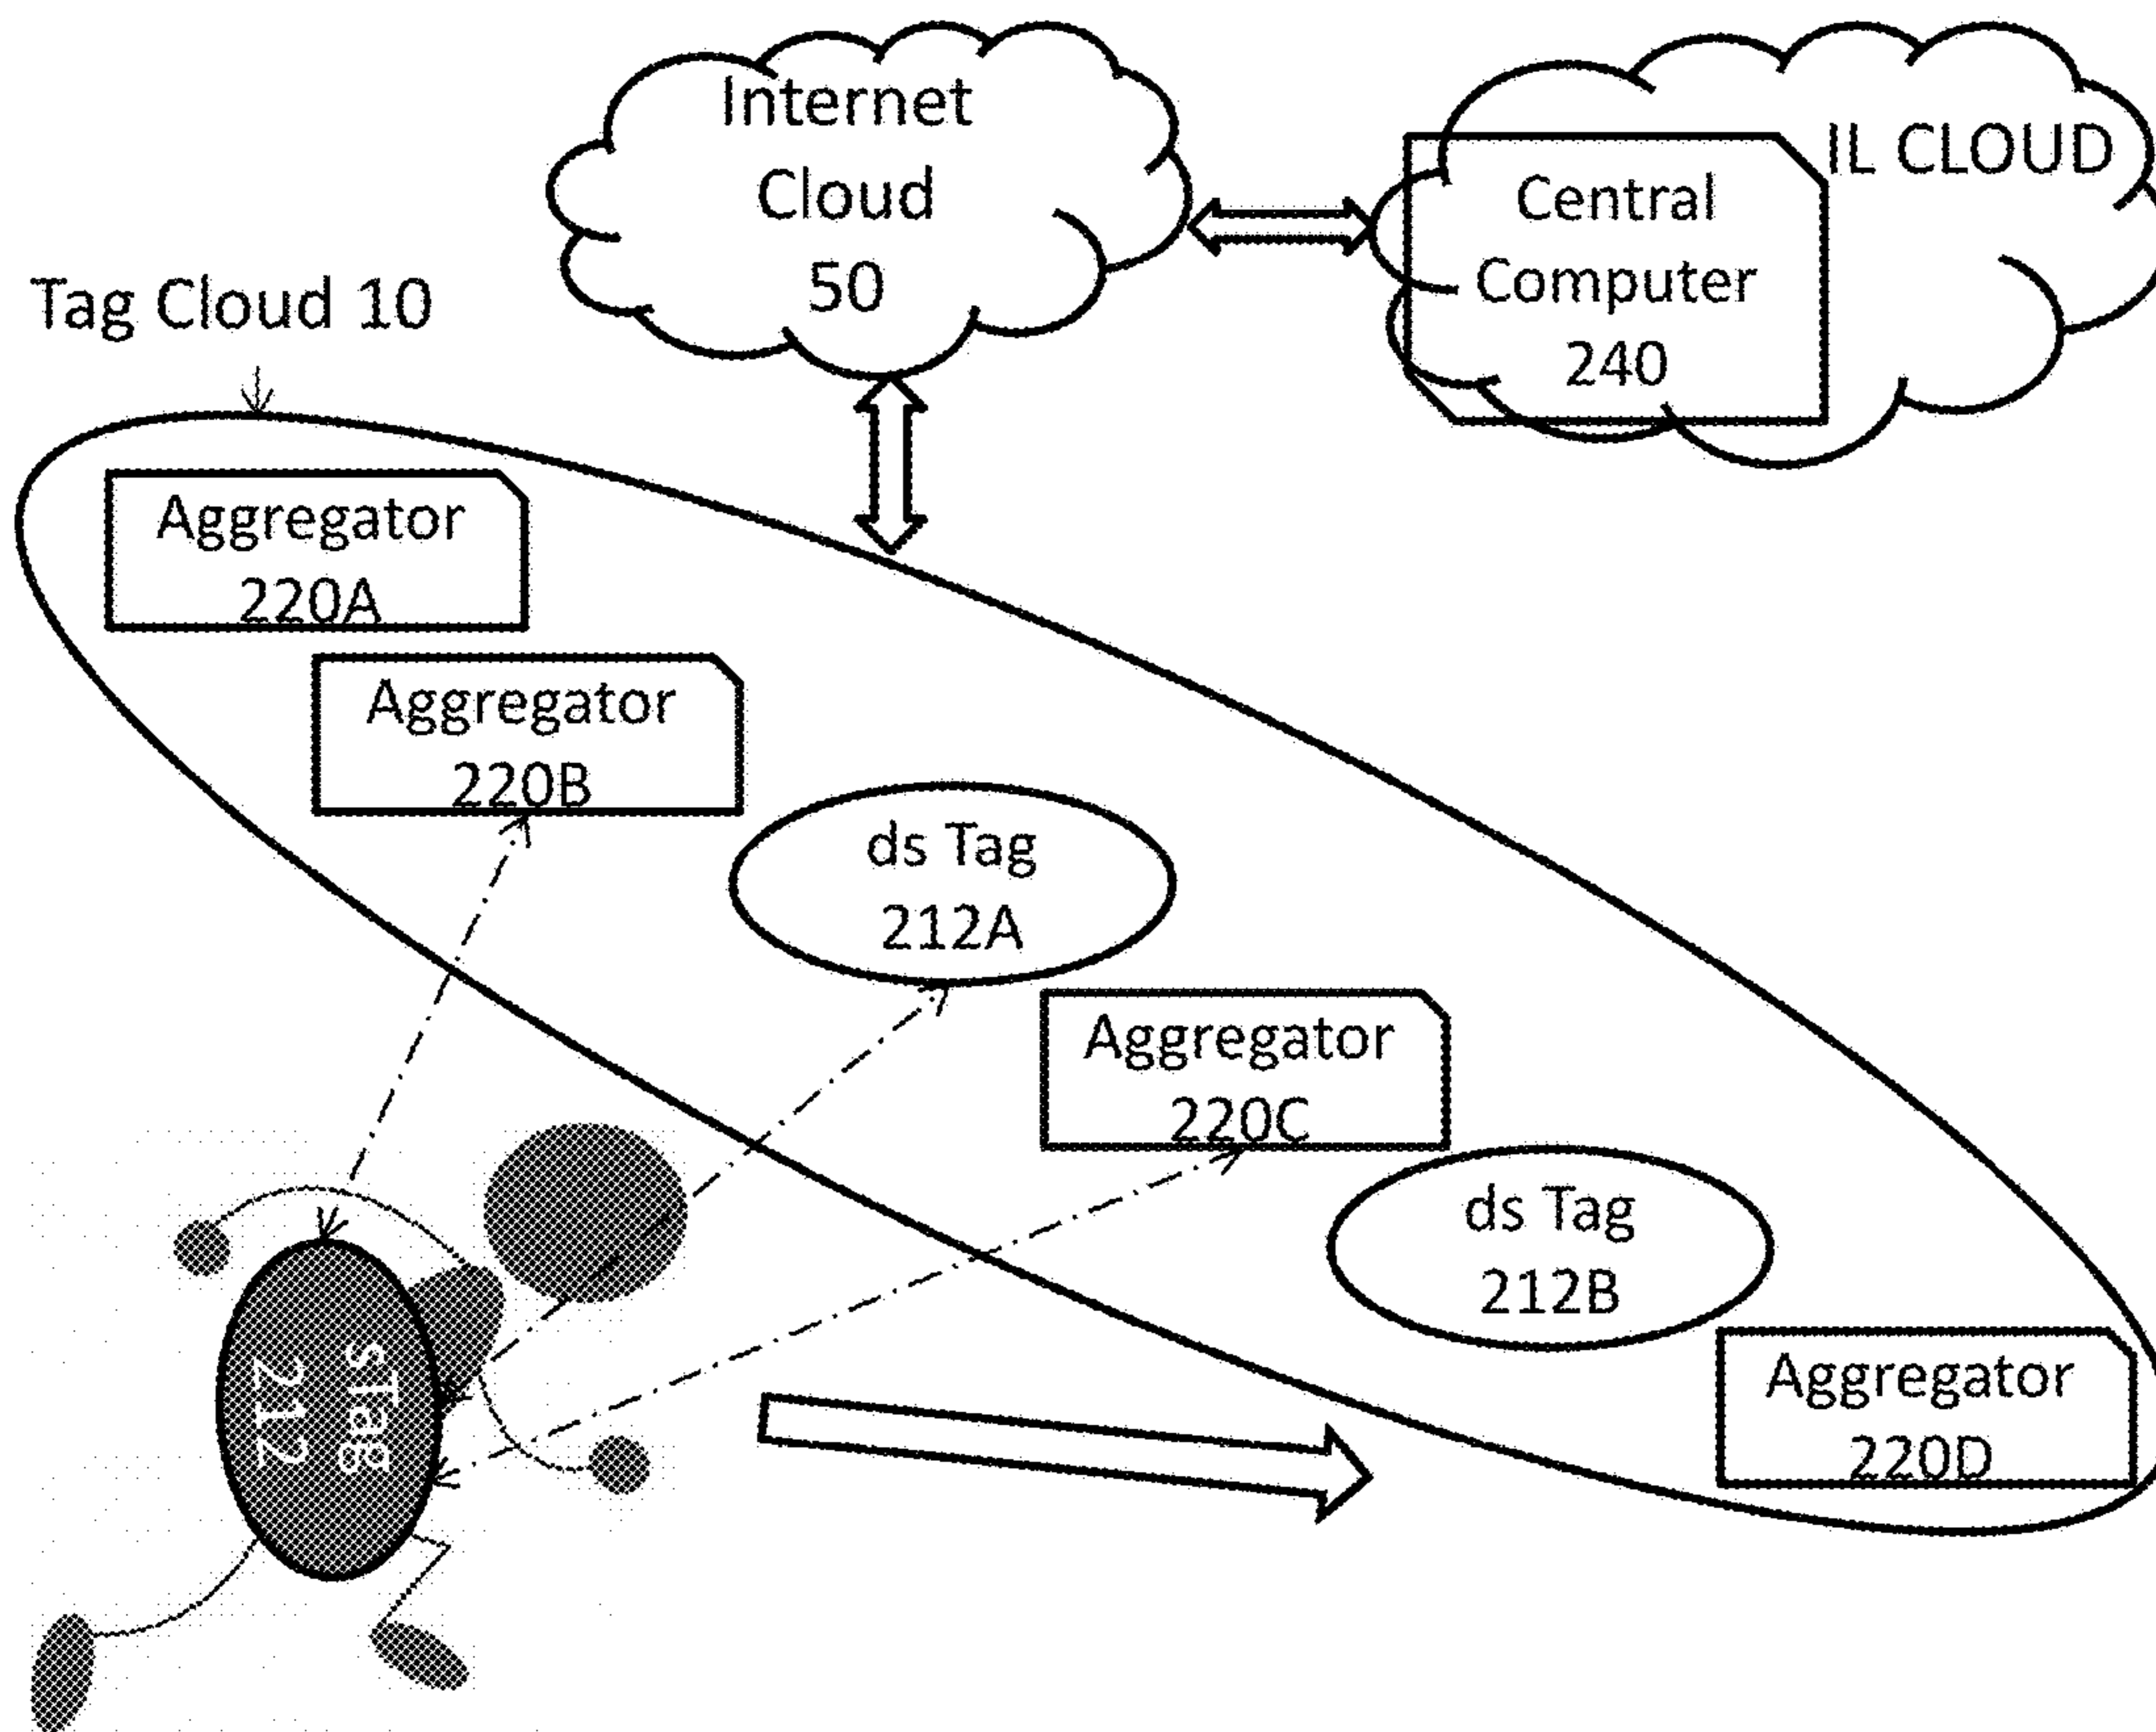 Internet
Cloud
50
IL CLOUD
Central
Computer
240
Tag Cloud 10
Aggregator
220A
Aggregator
220B
ds Tag
212A
Aggregator
220C
ds Tag
212B
Aggregator
220D
sTag
212